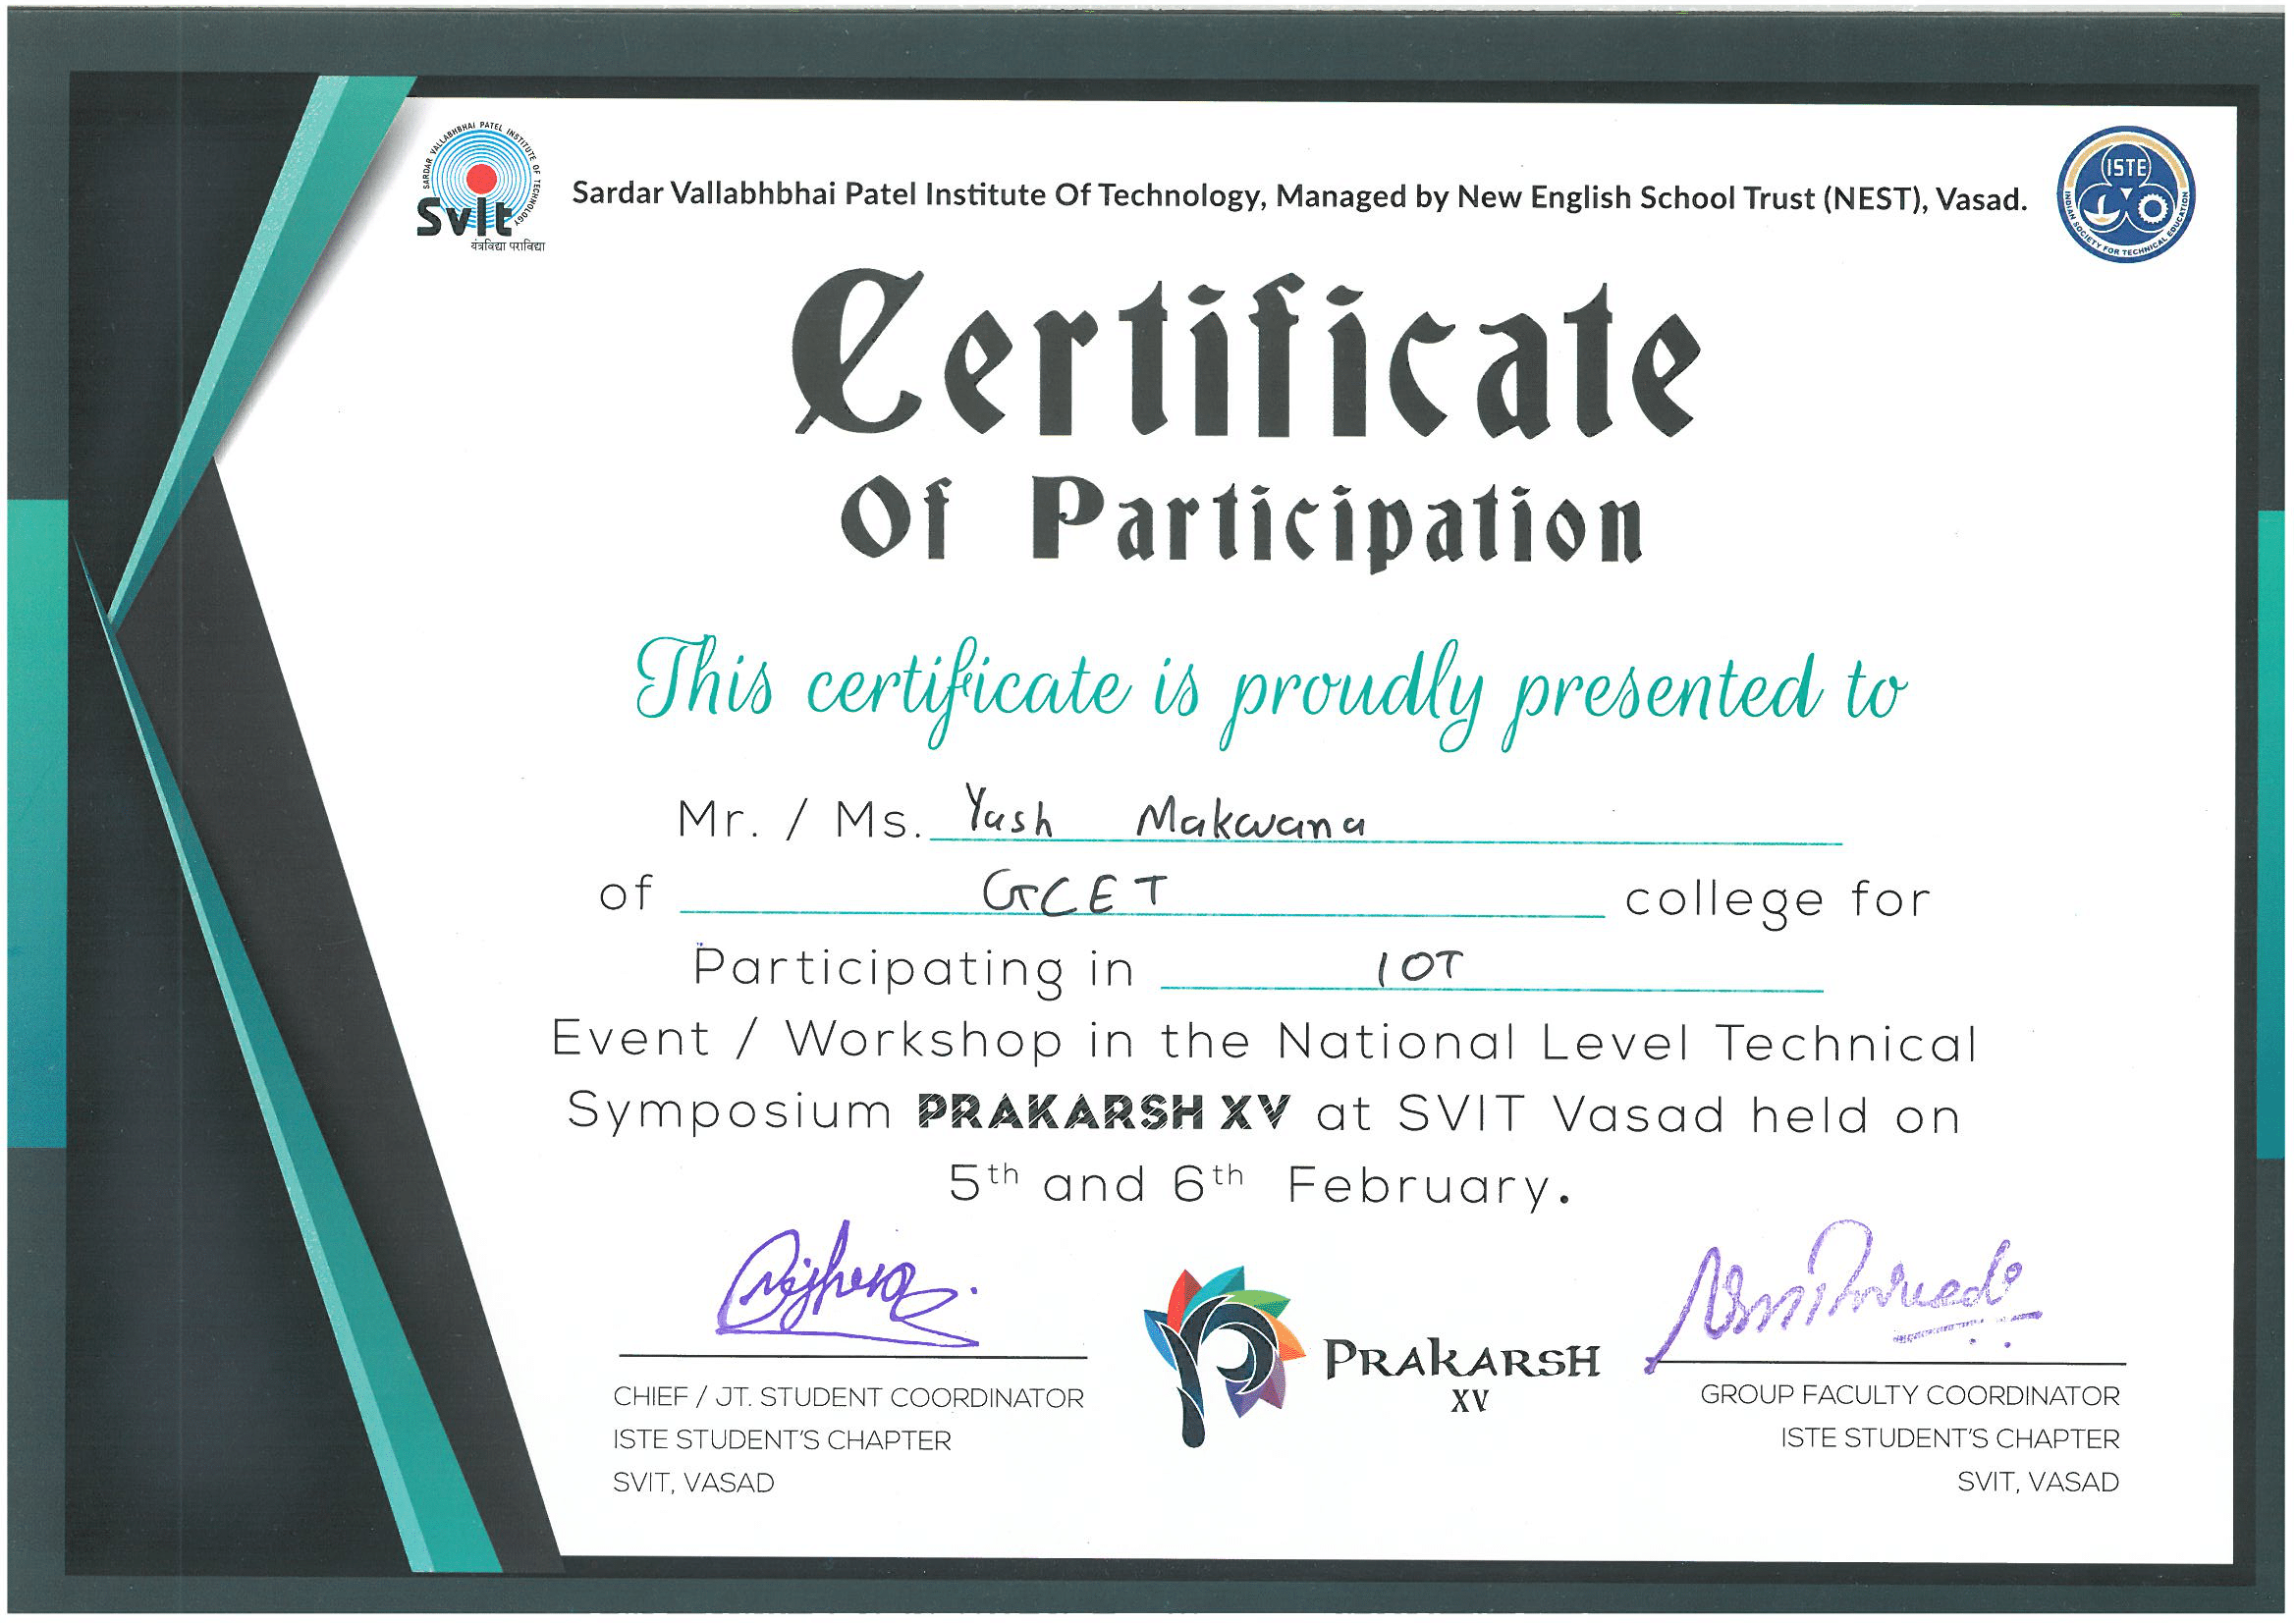 SARDAR VALLABHBHAI PATEL INSTITUTE OF TECHNOLOGY
Svit
यंत्रविद्या पराविद्या
Sardar Vallabhbhai Patel Institute Of Technology, Managed by New English School Trust (NEST), Vasad.
ISTE
INDIAN SOCIETY FOR TECHNICAL EDUCATION
Certificate
Of Participation
This certificate is proudly presented to
Mr. / Ms. Yash Makwana
of GCET college for
Participating in IOT
Event / Workshop in the National Level Technical
Symposium PRAKARSH XV at SVIT Vasad held on
5th and 6th February.
PRAKARSH
XV
CHIEF / JT. STUDENT COORDINATOR
ISTE STUDENT'S CHAPTER
SVIT, VASAD
GROUP FACULTY COORDINATOR
ISTE STUDENT'S CHAPTER
SVIT, VASAD